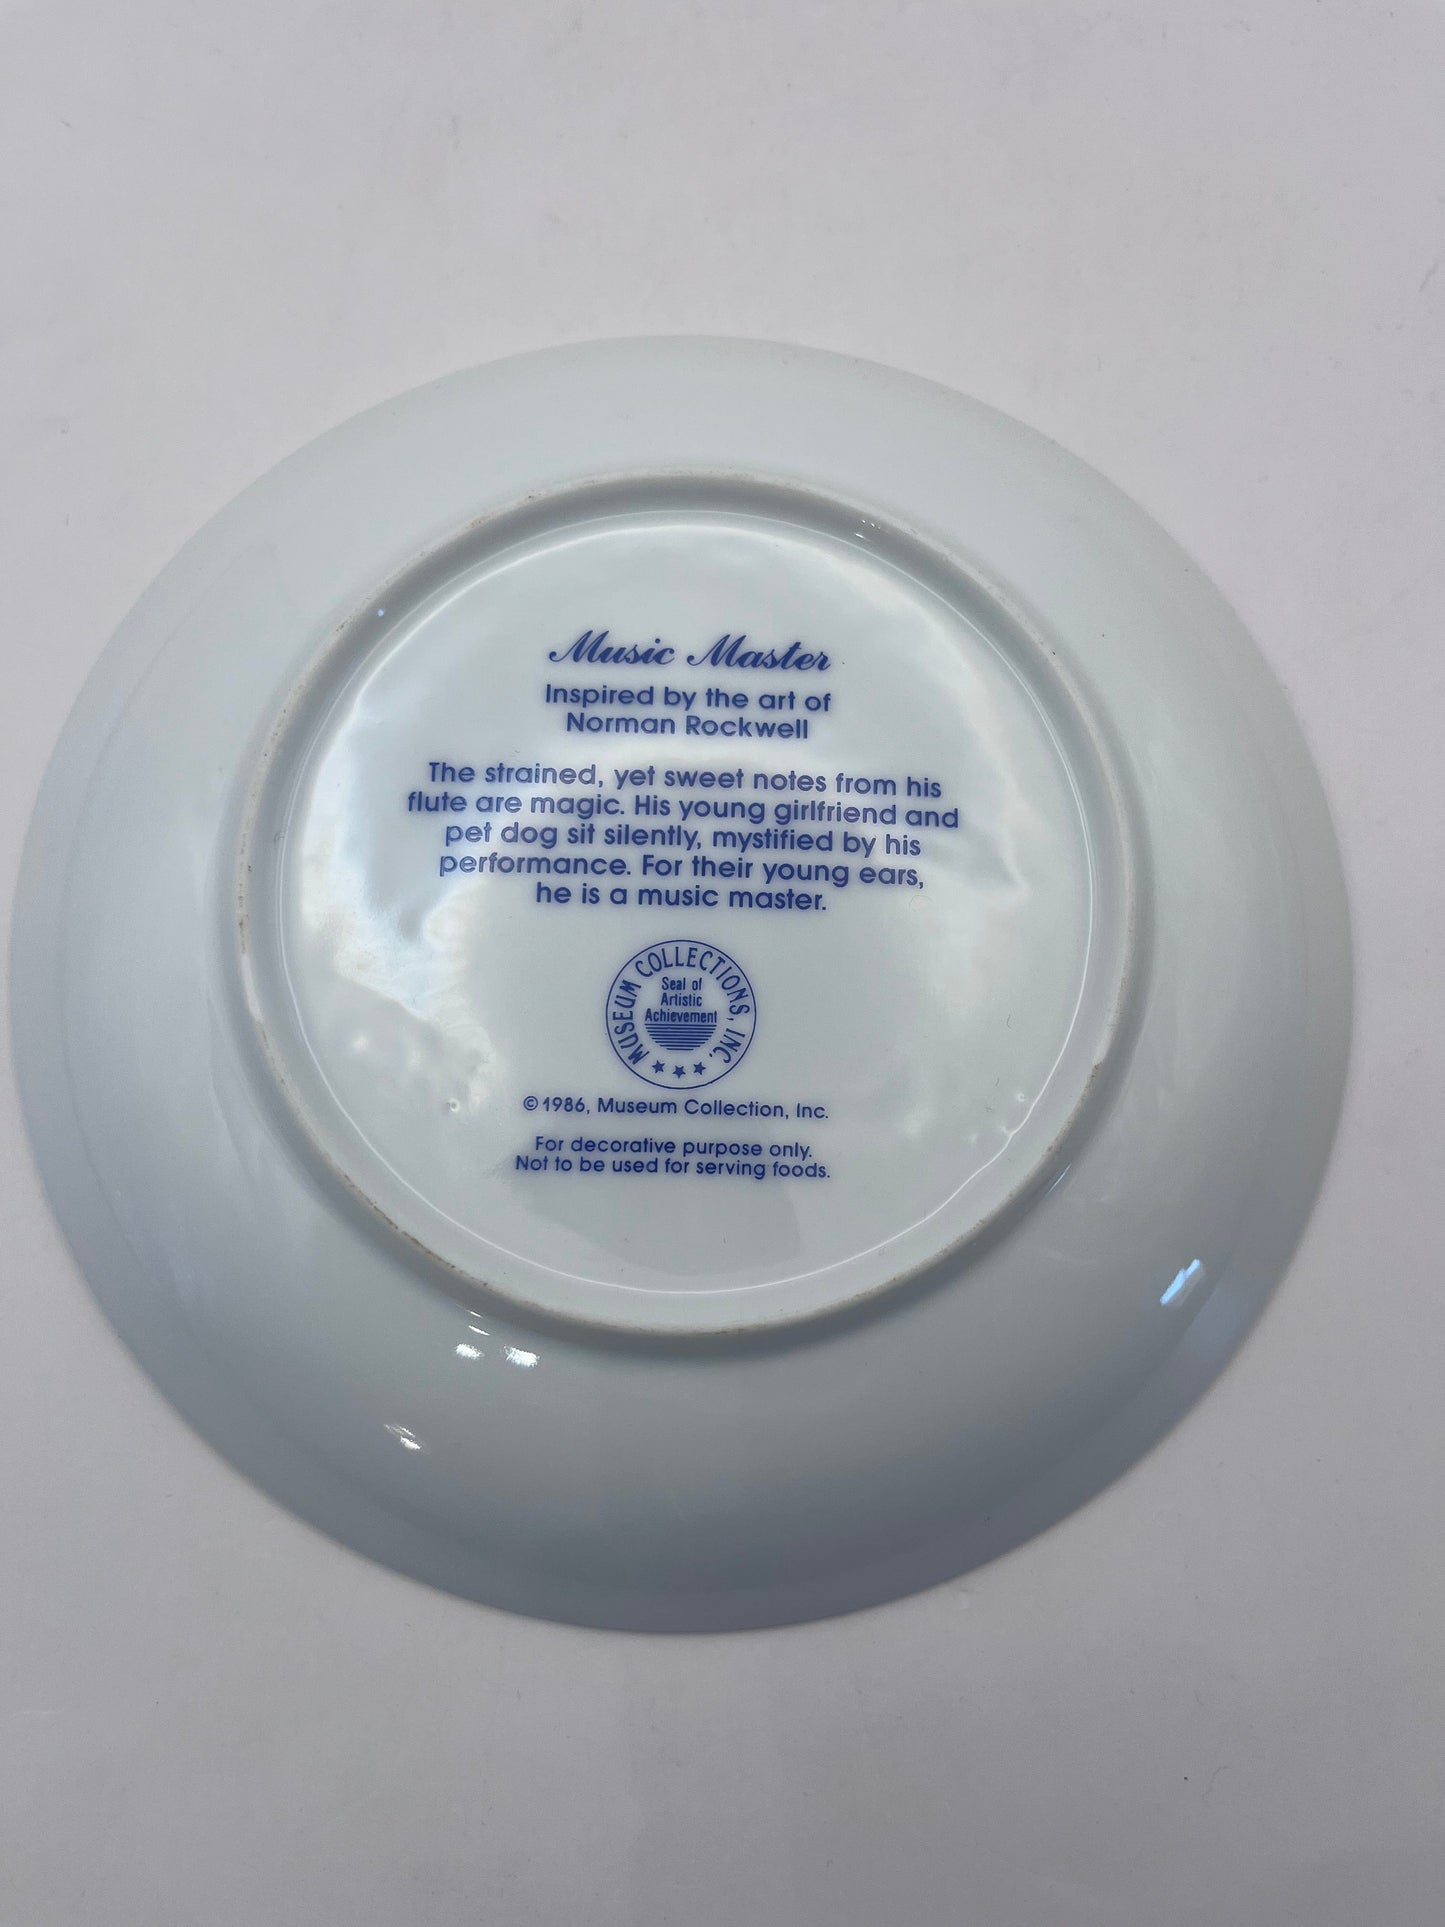 Music Master
Inspired by the art of
Norman Rockwell
The strained, yet sweet notes from his
flute are magic. His young girlfriend and
pet dog sit silently, mystified by his
performance. For their young ears,
he is a music master.
MUSEUM COLLECTIONS, INC.
Seal of
Artistic
Achievement
©1986, Museum Collection, Inc.
For decorative purpose only.
Not to be used for serving foods.